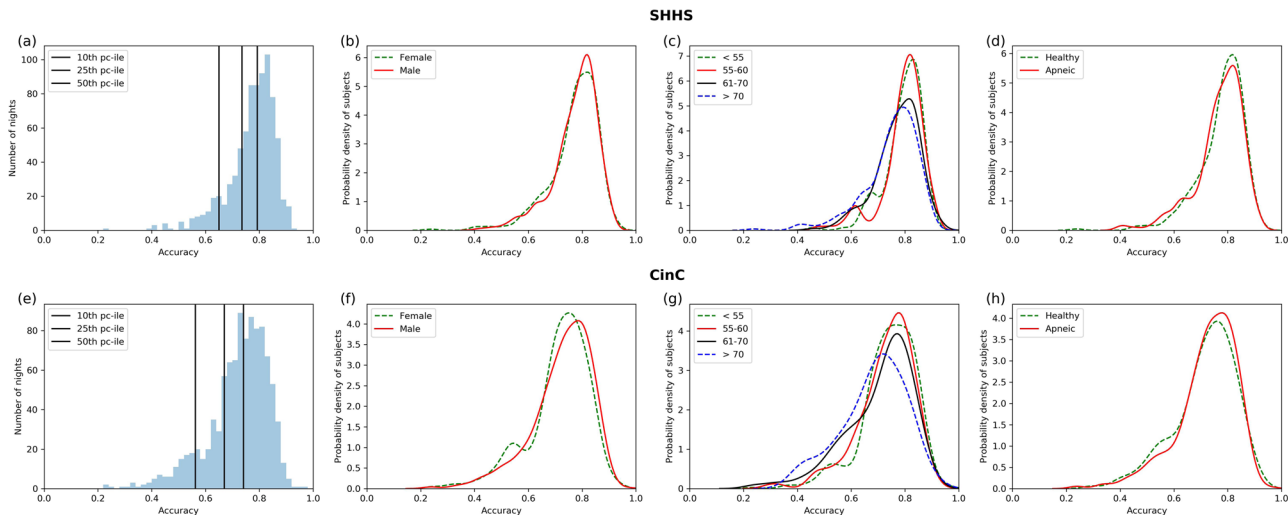 SHHS
(a)
10th pc-ile
25th pc-ile
50th pc-ile
Number of nights
100
80
60
40
20
0
0.0 0.2 0.4 0.6 0.8 1.0
Accuracy
(b)
Female
Male
Probability density of subjects
6
5
4
3
2
1
0
0.0 0.2 0.4 0.6 0.8 1.0
Accuracy
(c)
< 55
55-60
61-70
> 70
Probability density of subjects
7
6
5
4
3
2
1
0
0.0 0.2 0.4 0.6 0.8 1.0
Accuracy
(d)
Healthy
Apneic
Probability density of subjects
6
5
4
3
2
1
0
0.0 0.2 0.4 0.6 0.8 1.0
Accuracy
CinC
(e)
10th pc-ile
25th pc-ile
50th pc-ile
Number of nights
80
60
40
20
0
0.0 0.2 0.4 0.6 0.8 1.0
Accuracy
(f)
Female
Male
Probability density of subjects
4.0
3.5
3.0
2.5
2.0
1.5
1.0
0.5
0.0
0.0 0.2 0.4 0.6 0.8 1.0
Accuracy
(g)
< 55
55-60
61-70
> 70
Probability density of subjects
4
3
2
1
0
0.0 0.2 0.4 0.6 0.8 1.0
Accuracy
(h)
Healthy
Apneic
Probability density of subjects
4.0
3.5
3.0
2.5
2.0
1.5
1.0
0.5
0.0
0.0 0.2 0.4 0.6 0.8 1.0
Accuracy